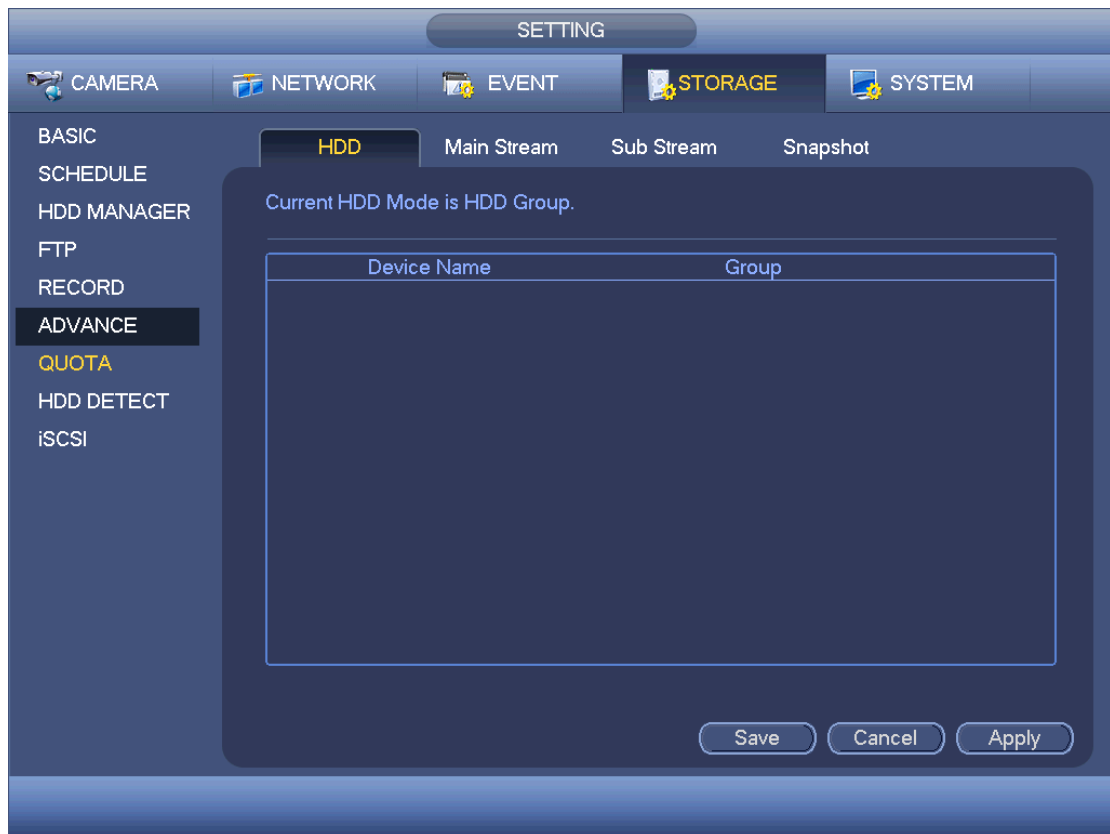 SETTING
CAMERA NETWORK EVENT STORAGE SYSTEM
BASIC
SCHEDULE
HDD MANAGER
FTP
RECORD
ADVANCE
QUOTA
HDD DETECT
iSCSI
HDD Main Stream Sub Stream Snapshot
Current HDD Mode is HDD Group.
Device Name Group
Save Cancel Apply